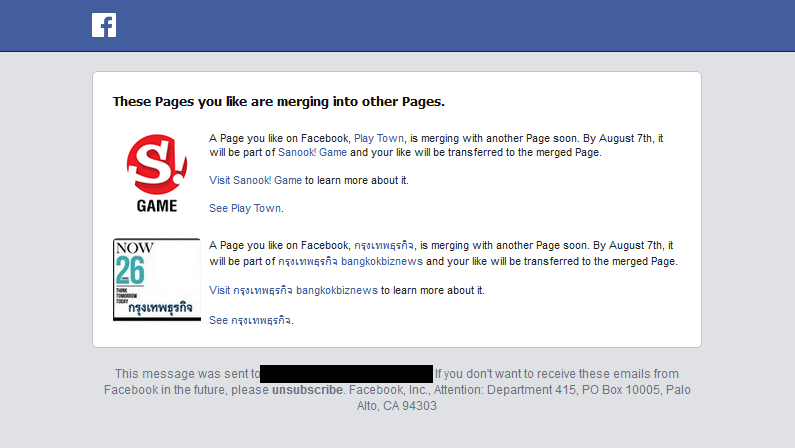 These Pages you like are merging into other Pages.
A Page you like on Facebook, Play Town, is merging with another Page soon. By August 7th, it
will be part of Sanook! Game and your like will be transferred to the merged Page.
S!
GAME
Visit Sanook! Game to learn more about it.
See Play Town.
NOW
26
THINK
TOMORROW
TODAY
กรุงเทพธุรกิจ
A Page you like on Facebook, กรุงเทพธุรกิจ, is merging with another Page soon. By August 7th, it
will be part of กรุงเทพธุรกิจ bangkokbiznews and your like will be transferred to the merged Page.
Visit กรุงเทพธุรกิจ bangkokbiznews to learn more about it.
See กรุงเทพธุรกิจ.
This message was sent to If you don't want to receive these emails from
Facebook in the future, please unsubscribe. Facebook, Inc., Attention: Department 415, PO Box 10005, Palo
Alto, CA 94303